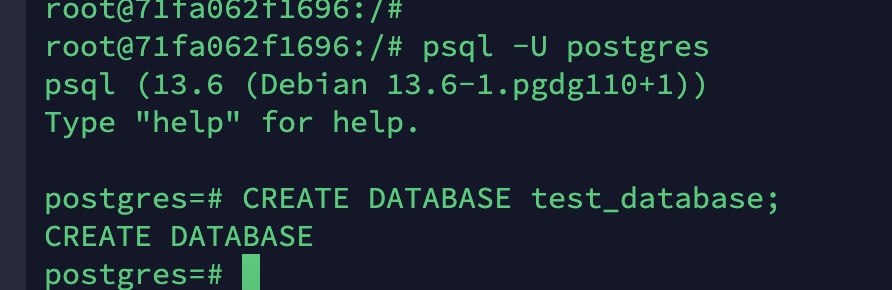 root@71fa062f1696:/#
root@71fa062f1696:/# psql -U postgres
psql (13.6 (Debian 13.6-1.pgdg110+1))
Type "help" for help.
postgres=# CREATE DATABASE test_database;
CREATE DATABASE
postgres=#